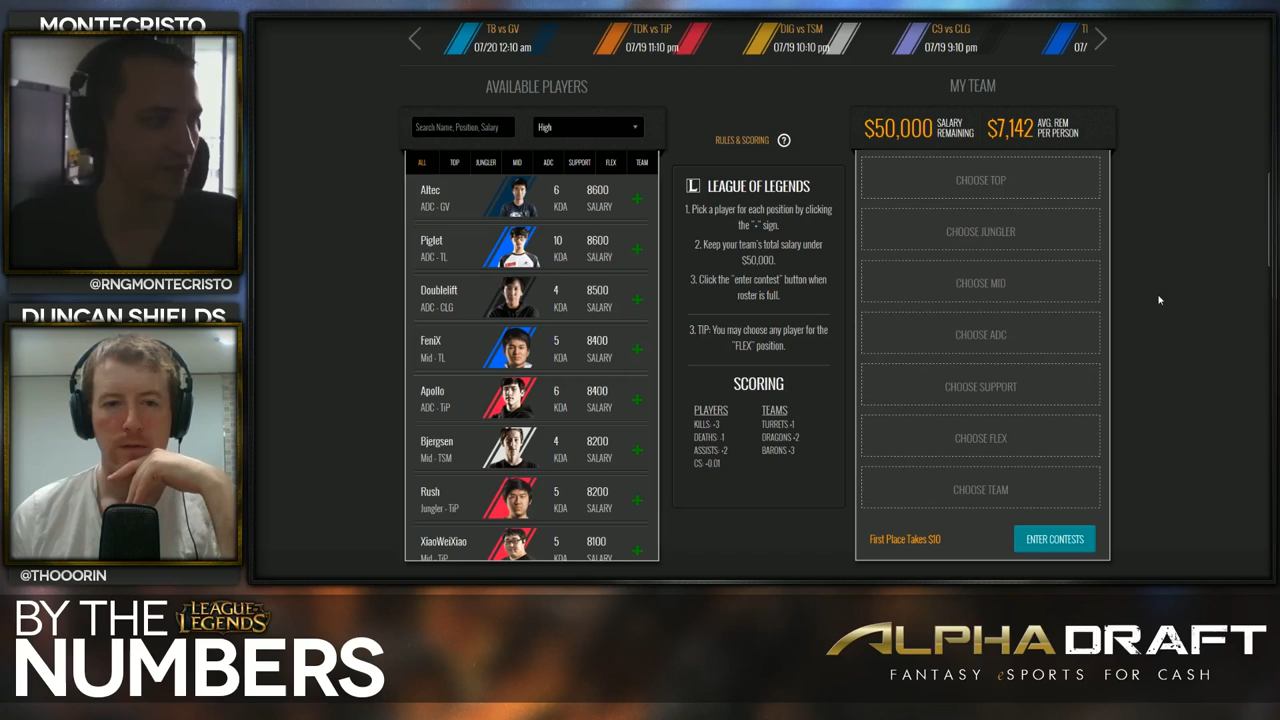 MONTECRISTO
@RNGMONTECRISTO
DUNCAN SHIELDS
@THOOORIN
T8 vs GV
07/20 12:10 am
TDK vs TiP
07/19 11:10 pm
DIG vs TSM
07/19 10:10 pm
C9 vs CLG
07/19 9:10 pm
07/
AVAILABLE PLAYERS
Search Name, Position, Salary
High
ALL TOP JUNGLER MID ADC SUPPORT FLEX TEAM
Altec 6 8600
ADC - GV KDA SALARY
Piglet 10 8600
ADC - TL KDA SALARY
Doublelift 4 8500
ADC - CLG KDA SALARY
FeniX 5 8400
Mid - TL KDA SALARY
Apollo 6 8400
ADC - TiP KDA SALARY
Bjergsen 4 8200
Mid - TSM KDA SALARY
Rush 5 8200
Jungler - TiP KDA SALARY
XiaoWeiXiao 5 8100
Mid - TiP KDA SALARY
RULES & SCORING ?
L LEAGUE OF LEGENDS
1. Pick a player for each position by clicking
the "+" sign.
2. Keep your team's total salary under
$50,000.
3. Click the "enter contest" button when
roster is full.
3. TIP: You may choose any player for the
"FLEX" position.
SCORING
PLAYERS
KILLS: +3
DEATHS: -1
ASSISTS: +2
CS: +0.01
TEAMS
TURRETS +1
DRAGONS +2
BARONS +3
MY TEAM
$50,000 SALARY
REMAINING
$7,142 AVG. REM
PER PERSON
CHOOSE TOP
CHOOSE JUNGLER
CHOOSE MID
CHOOSE ADC
CHOOSE SUPPORT
CHOOSE FLEX
CHOOSE TEAM
First Place Takes $10
ENTER CONTESTS
BY THE LEAGUE OF LEGENDS
NUMBERS
ALPHADRAFT
FANTASY eSPORTS FOR CASH